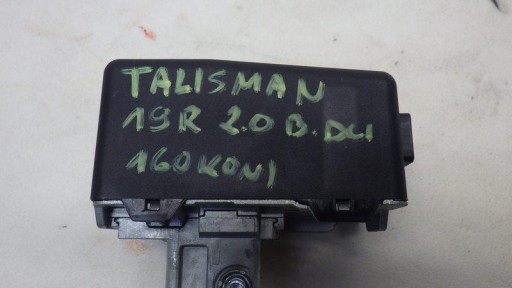 TALISMAN
19R 2.0 B.DCI
160KONI